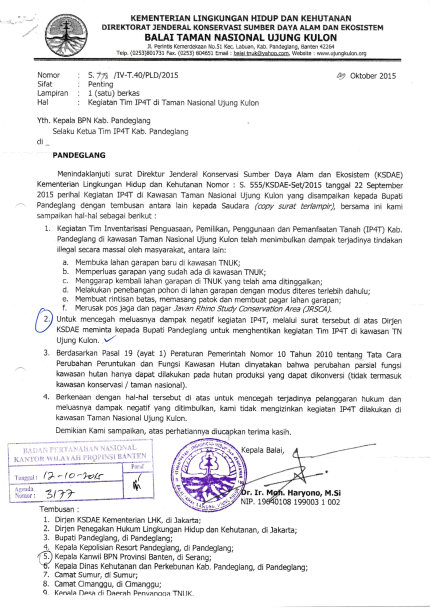 KEMENTERIAN LINGKUNGAN HIDUP DAN KEHUTANAN
DIREKTORAT JENDERAL KONSERVASI SUMBER DAYA ALAM DAN EKOSISTEM
BALAI TAMAN NASIONAL UJUNG KULON
Jl. Perintis Kemerdekaan No.51 Kec. Labuan, Kab. Pandeglang, Banten 42264
Telp. (0253)801731 Fax. (0253) 804651 Email : balai_tnuk@yahoo.com, Website : www.ujungkulon.org
Nomor : S. /IV-T.40/PLD/2015 Oktober 2015
Sifat : Penting
Lampiran : 1 (satu) berkas
Hal : Kegiatan Tim IP4T di Taman Nasional Ujung Kulon
Yth. Kepala BPN Kab. Pandeglang
Selaku Ketua Tim IP4T Kab. Pandeglang
di _
PANDEGLANG
Menindaklanjuti surat Direktur Jenderal Konservasi Sumber Daya Alam dan Ekosistem (KSDAE)
Kementerian Lingkungan Hidup dan Kehutanan Nomor : S. 555/KSDAE-Set/2015 tanggal 22 September
2015 perihal Kegiatan IP4T di Kawasan Taman Nasional Ujung Kulon yang disampaikan kepada Bupati
Pandeglang dengan tembusan antara lain kepada Saudara (copy surat terlampir), bersama ini kami
sampaikan hal-hal sebagai berikut :
1. Kegiatan Tim Inventarisasi Penguasaan, Pemilikan, Penggunaan dan Pemanfaatan Tanah (IP4T) Kab.
Pandeglang di kawasan Taman Nasional Ujung Kulon telah menimbulkan dampak terjadinya tindakan
illegal secara massal oleh masyarakat, antara lain:
a. Membuka lahan garapan baru di kawasan TNUK;
b. Memperluas garapan yang sudah ada di kawasan TNUK;
c. Menggarap kembali lahan garapan di TNUK yang telah ama ditinggalkan;
d. Melakukan penebangan pohon di lahan garapan dengan modus diteres terlebih dahulu;
e. Membuat rintisan batas, memasang patok dan membuat pagar lahan garapan;
f. Merusak pos jaga dan pagar Javan Rhino Study Conservation Area (JRSCA).
2. Untuk mencegah meluasnya dampak negatif kegiatan IP4T, melalui surat tersebut di atas Dirjen
KSDAE meminta kepada Bupati Pandeglang untuk menghentikan kegiatan Tim IP4T di kawasan TN
Ujung Kulon.
3. Berdasarkan Pasal 19 (ayat 1) Peraturan Pemerintah Nomor 10 Tahun 2010 tentang Tata Cara
Perubahan Peruntukan dan Fungsi Kawasan Hutan dinyatakan bahwa perubahan parsial fungsi
kawasan hutan hanya dapat dilakukan pada hutan produksi yang dapat dikonversi (tidak termasuk
kawasan konservasi / taman nasional).
4. Berkenaan dengan hal-hal tersebut di atas untuk mencegah terjadinya pelanggaran hukum dan
meluasnya dampak negatif yang ditimbulkan, kami tidak mengizinkan kegiatan IP4T dilakukan di
kawasan Taman Nasional Ujung Kulon.
Demikian Kami sampaikan, atas perhatiannya diucapkan terima kasih.
BADAN PERTANAHAN NASIONAL
KANTOR WILAYAH PROPINSI BANTEN
Tanggal : 12-10-2015
Paraf
Agenda
Nomor : 3177
Kepala Balai,
Dr. Ir. Moh. Haryono, M.Si
NIP. 19640108 199003 1 002
Tembusan :
1. Dirjen KSDAE Kementerian LHK, di Jakarta;
2. Dirjen Penegakan Hukum Lingkungan Hidup dan Kehutanan, di Jakarta;
3. Bupati Pandeglang, di Pandeglang;
4. Kepala Kepolisian Resort Pandeglang, di Pandeglang;
5. Kepala Kanwil BPN Provinsi Banten, di Serang;
6. Kepala Dinas Kehutanan dan Perkebunan Kab. Pandeglang, di Pandeglang;
7. Camat Sumur, di Sumur;
8. Camat Cimanggu, di Cimanggu;
9. Kepala Desa di Daerah Penyangga TNUK.